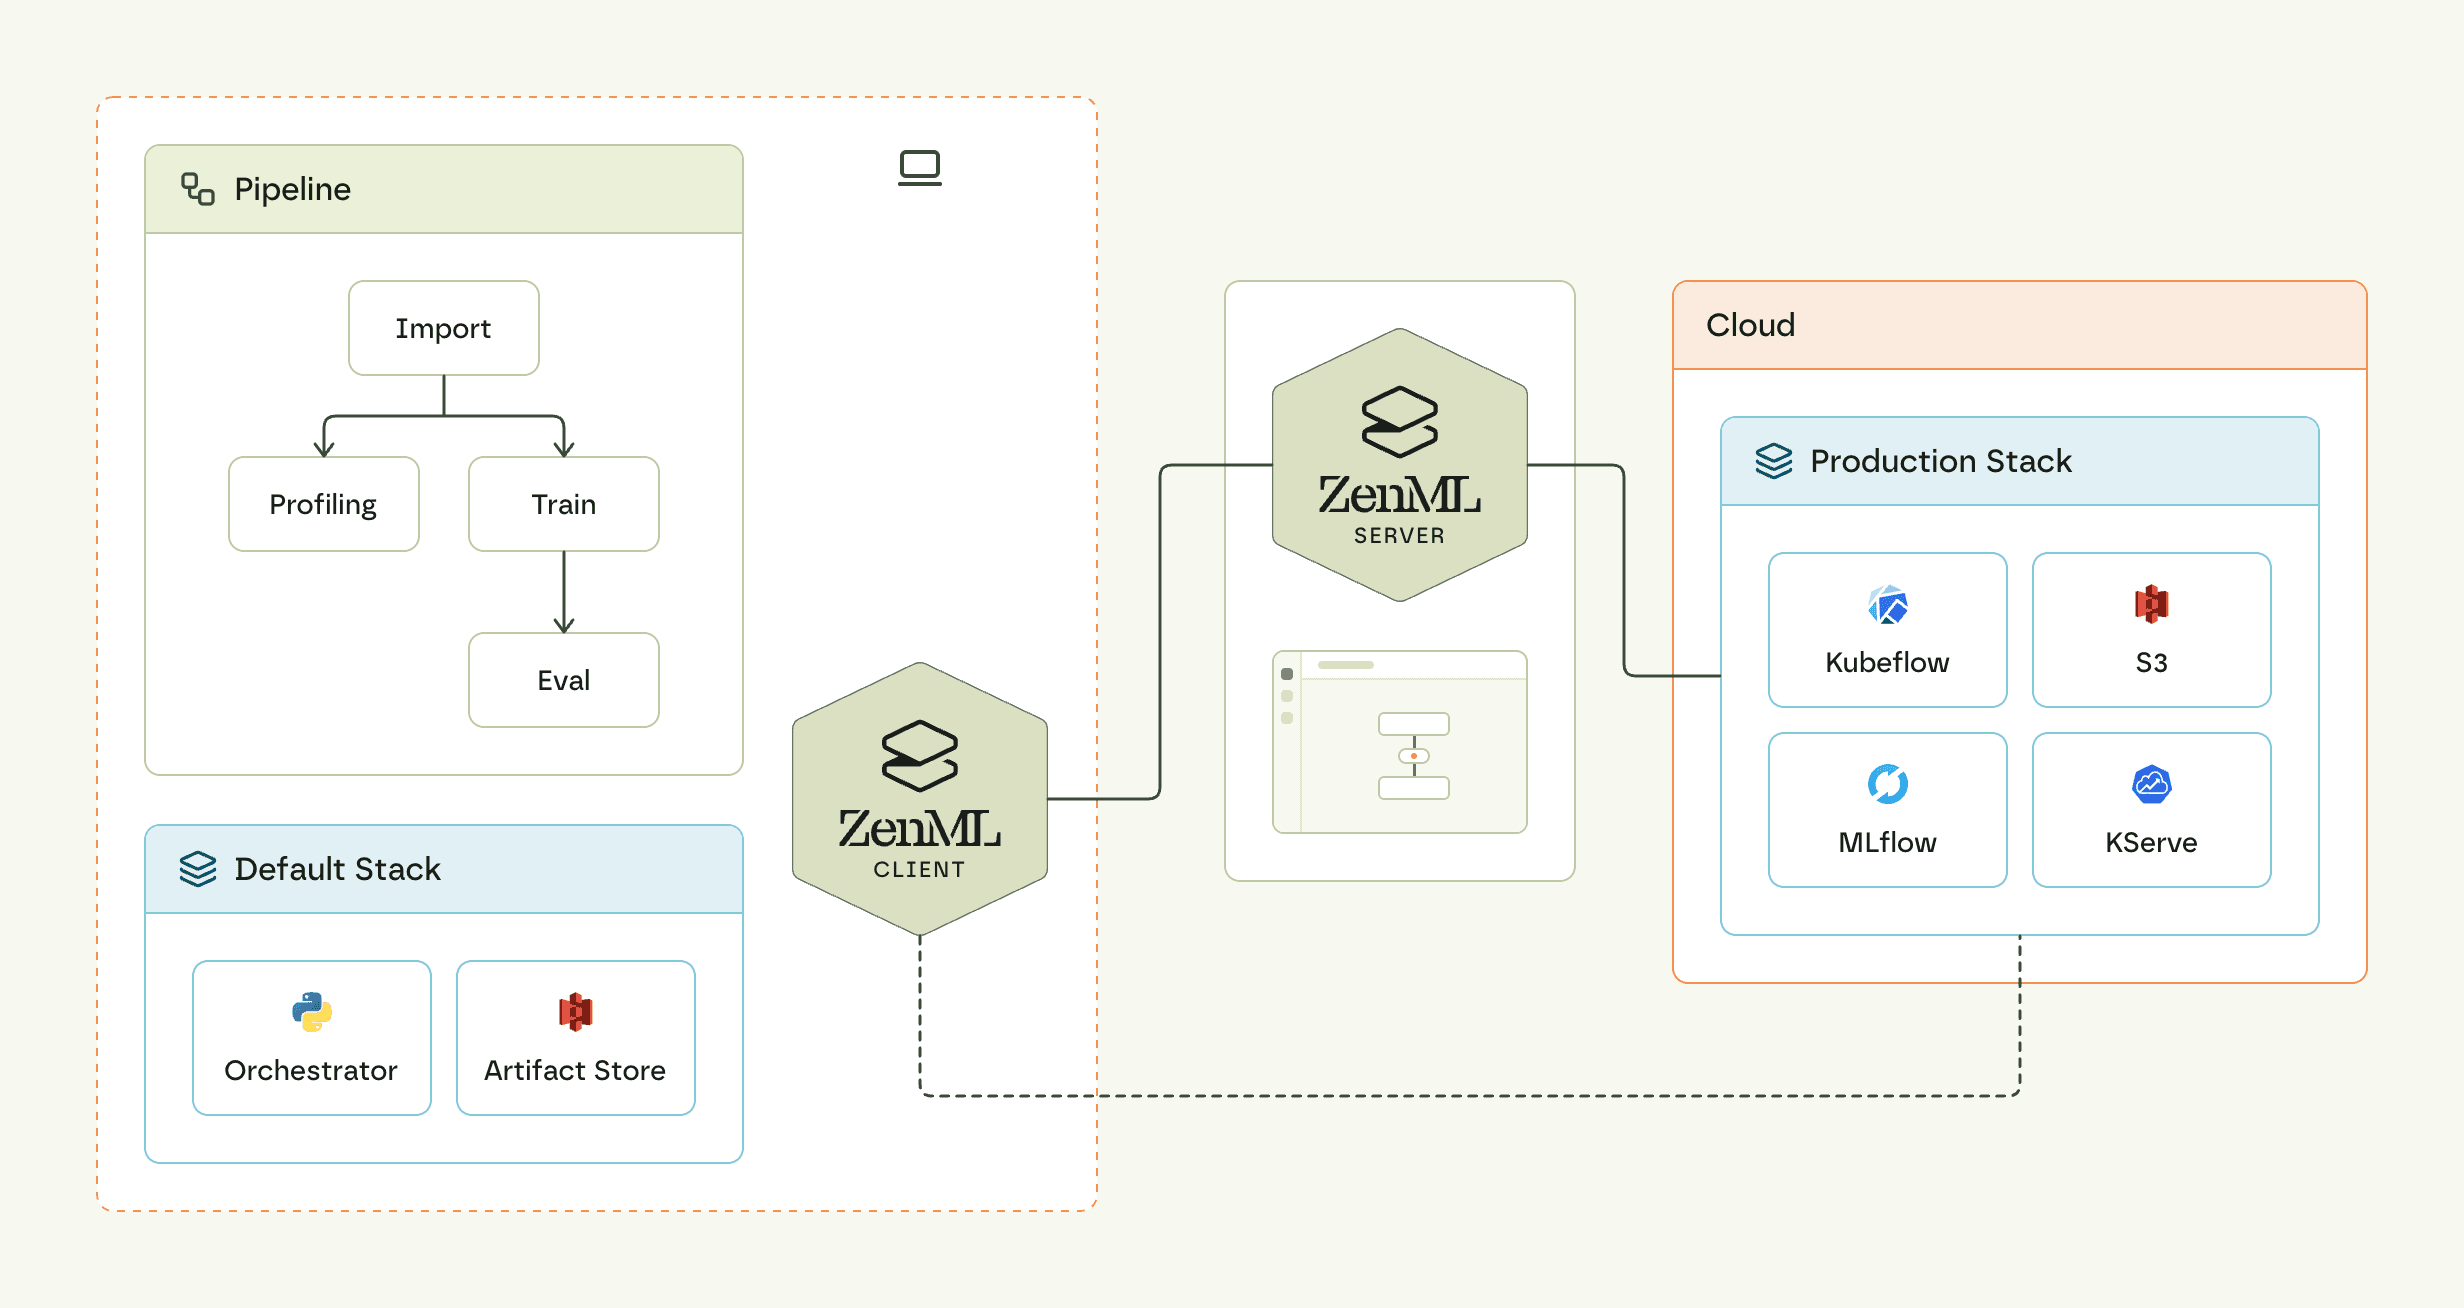 Pipeline
Import
Profiling
Train
Eval
Default Stack
Orchestrator
Artifact Store
ZenML
CLIENT
ZenML
SERVER
Cloud
Production Stack
Kubeflow
S3
MLflow
KServe